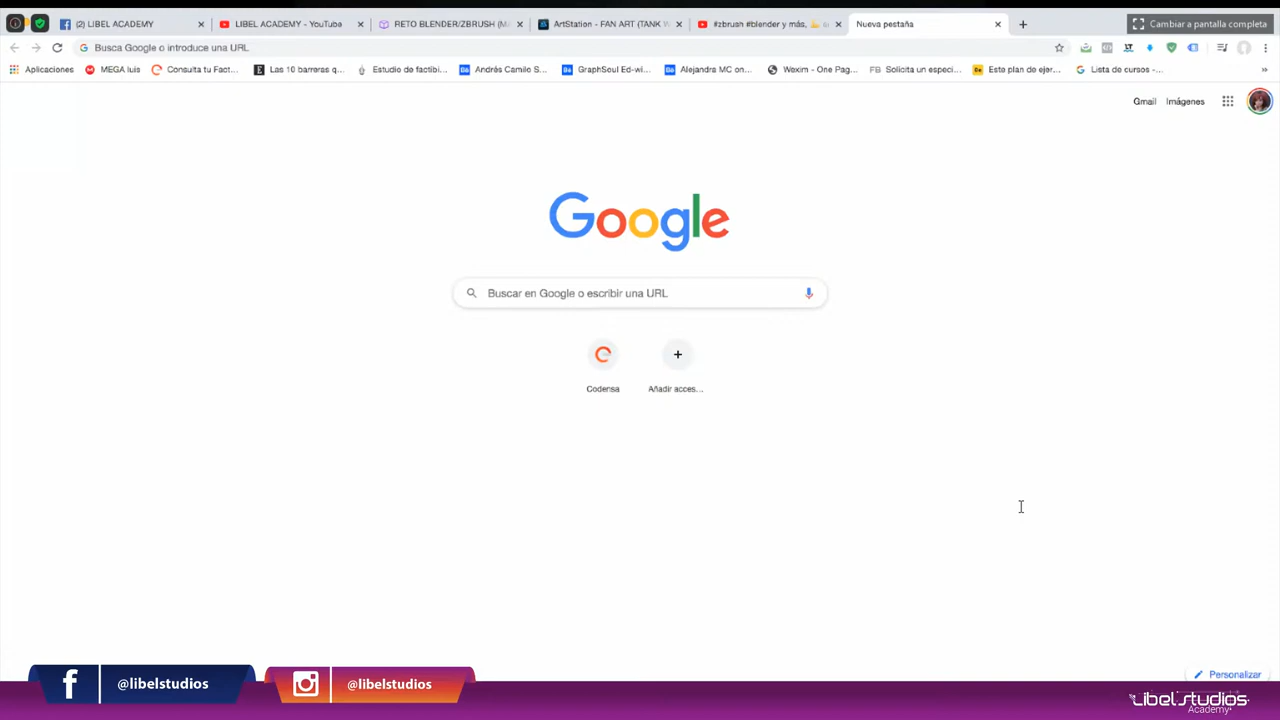 (2) LIBEL ACADEMY
LIBEL ACADEMY - YouTube
RETO BLENDER/ZBRUSH (M
ArtStation - FAN ART (TANK W
#zbrush #blender y más,
Nueva pestaña
Cambiar a pantalla completa
Busca Google o introduce una URL
Aplicaciones
MEGA luis
Consulta tu Fact...
Las 10 barreras q...
Estudio de factibi...
Andrés Camilo S...
GraphSoul Ed-wi...
Alejandra MC on...
Wexim - One Pag...
FB Solicita un especi...
Este plan de ejer...
Lista de cursos -...
Gmail
Imágenes
Google
Buscar en Google o escribir una URL
Codensa
Añadir acces...
Personalizar
@libelstudios
@libelstudios
Libel studios
Academy